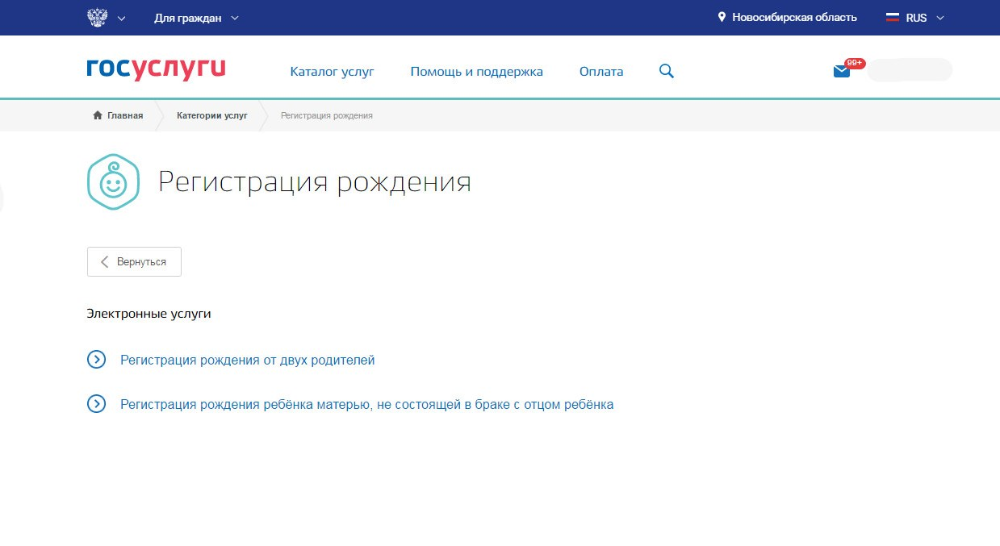 Для граждан
Новосибирская область
RUS
госуслуги
Каталог услуг
Помощь и поддержка
Оплата
99+
Главная
Категории услуг
Регистрация рождения
Регистрация рождения
Вернуться
Электронные услуги
Регистрация рождения от двух родителей
Регистрация рождения ребёнка матерью, не состоящей в браке с отцом ребёнка